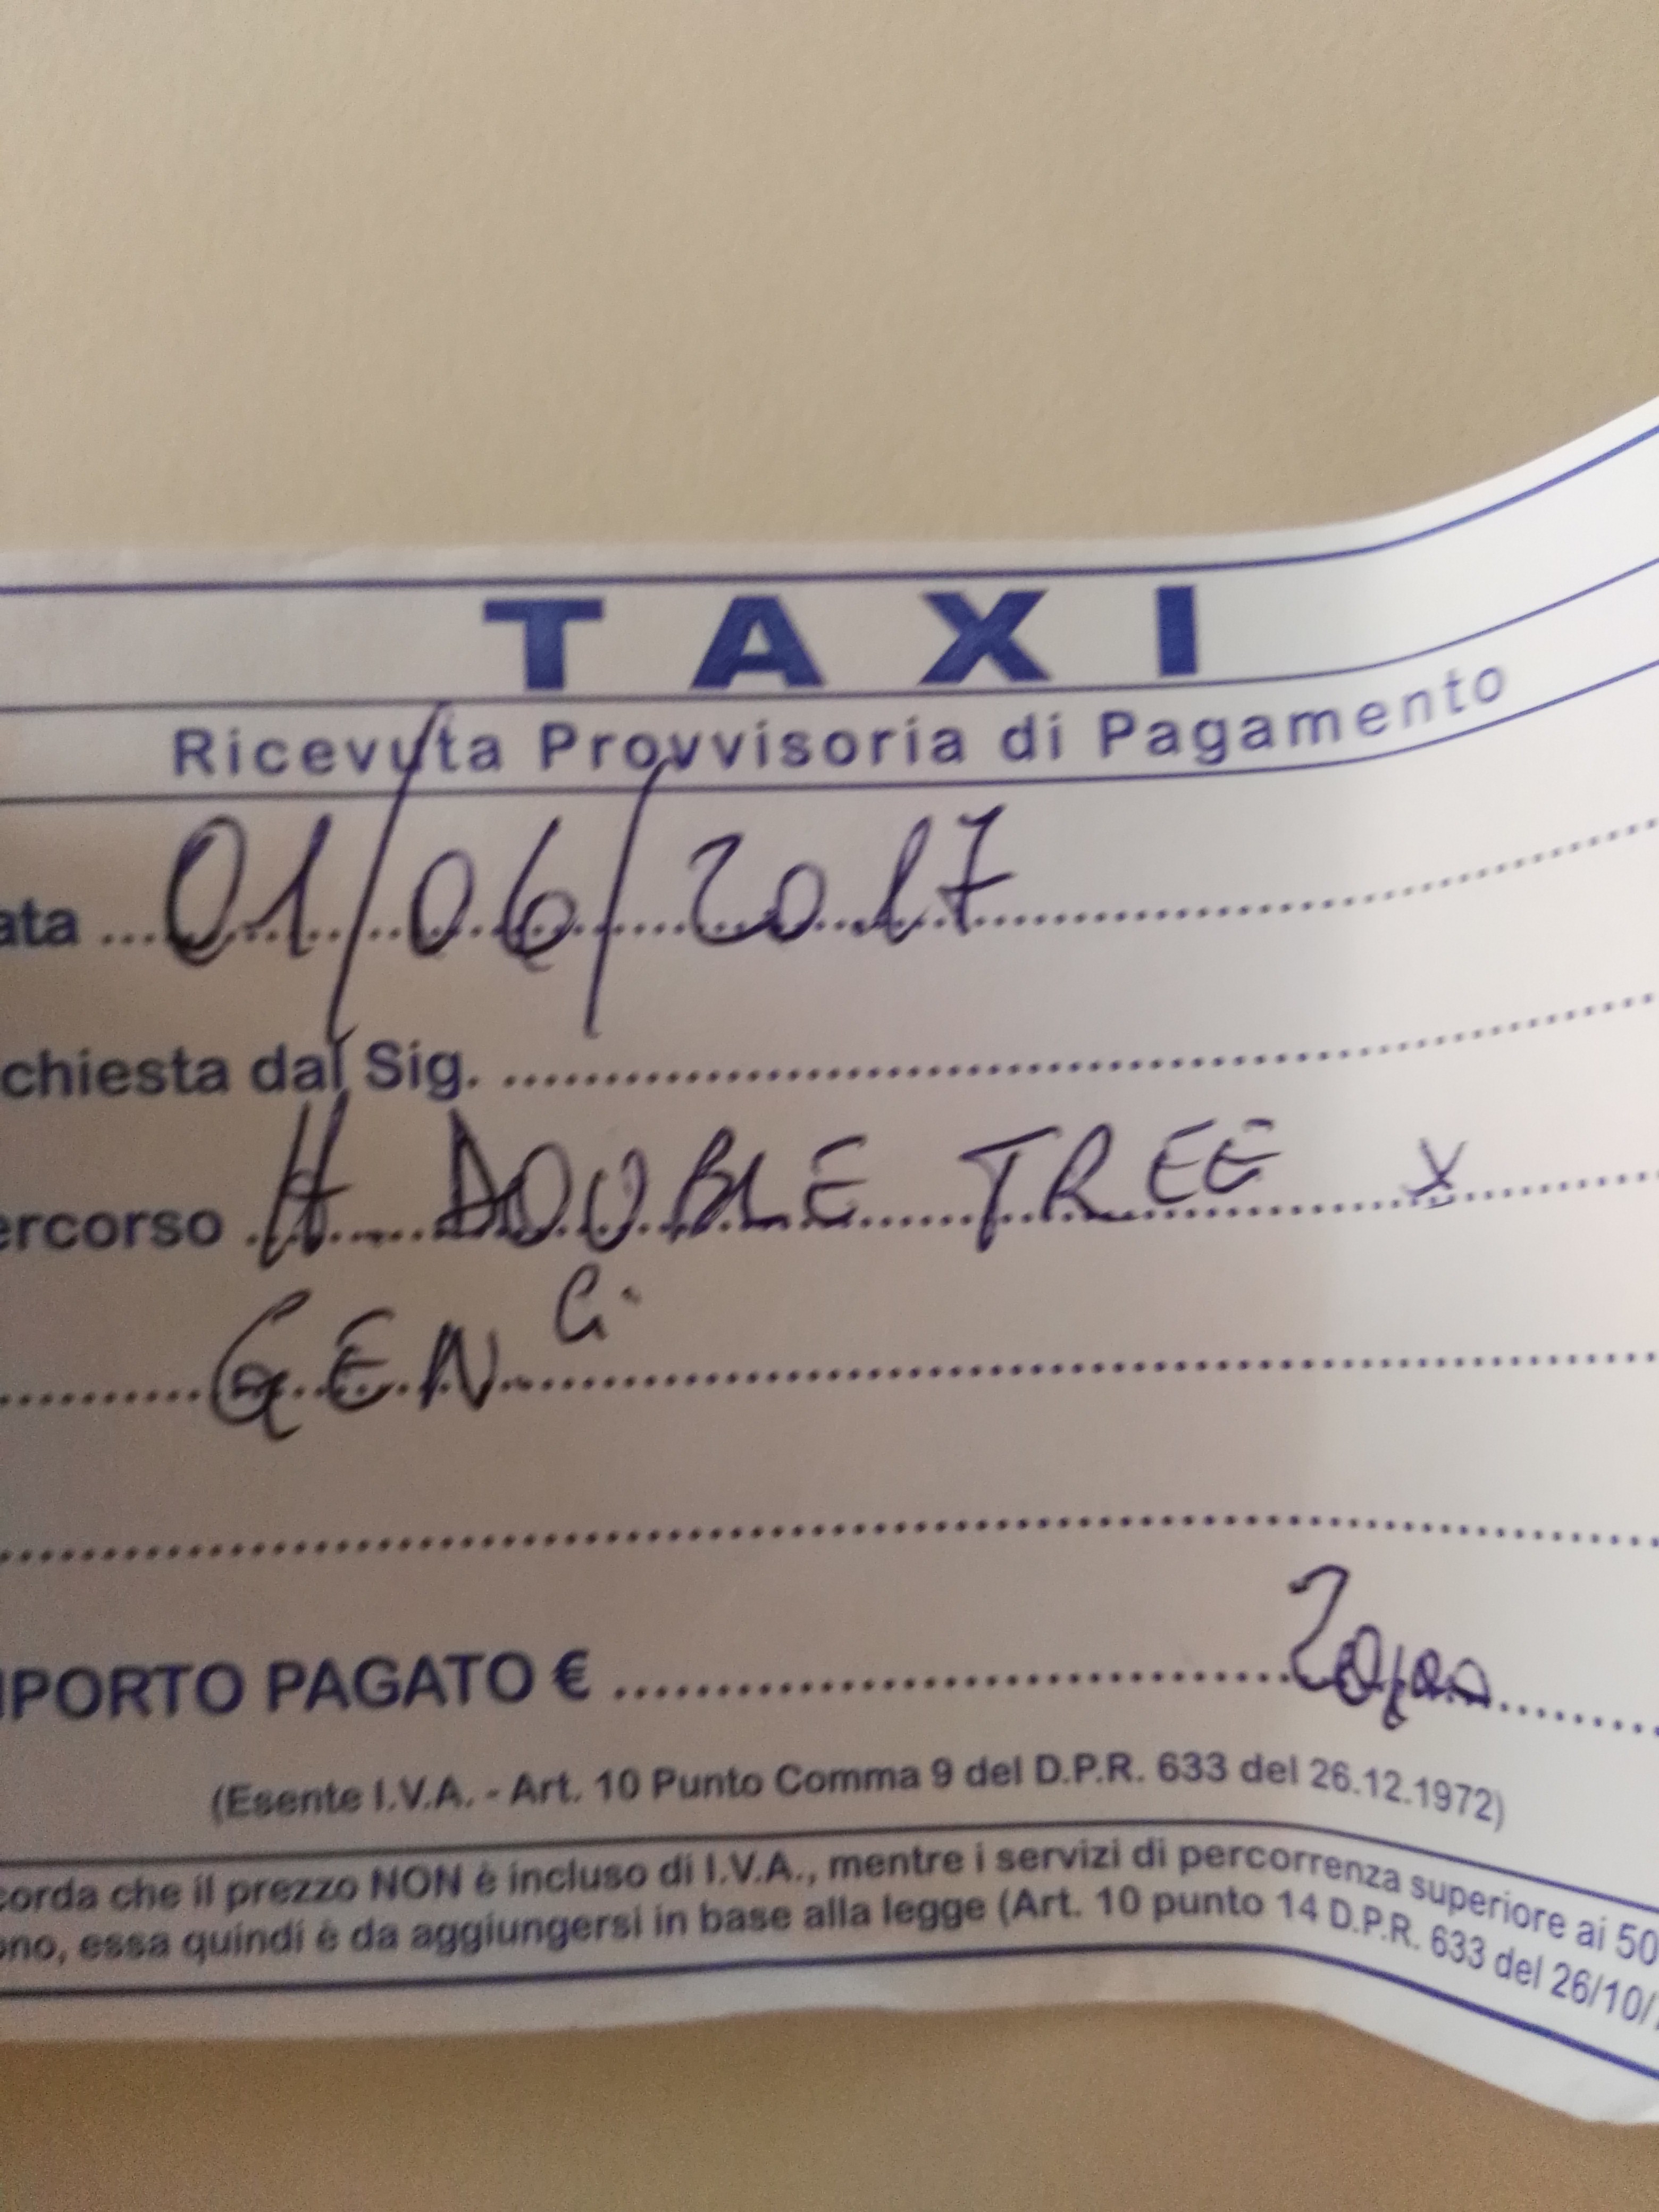 TAXI
Ricevuta Provvisoria di Pagamento
ata 01/06/2017
chiesta dal Sig.
ercorso H. DOUBLE TREE X
GEN
IPORTO PAGATO € 20,00
(Esente I.V.A. - Art. 10 Punto Comma 9 del D.P.R. 633 del 26.12.1972)
corda che il prezzo NON è incluso di I.V.A., mentre i servizi di percorrenza superiore ai 50
ono, essa quindi è da aggiungersi in base alla legge (Art. 10 punto 14 D.P.R. 633 del 26/10/